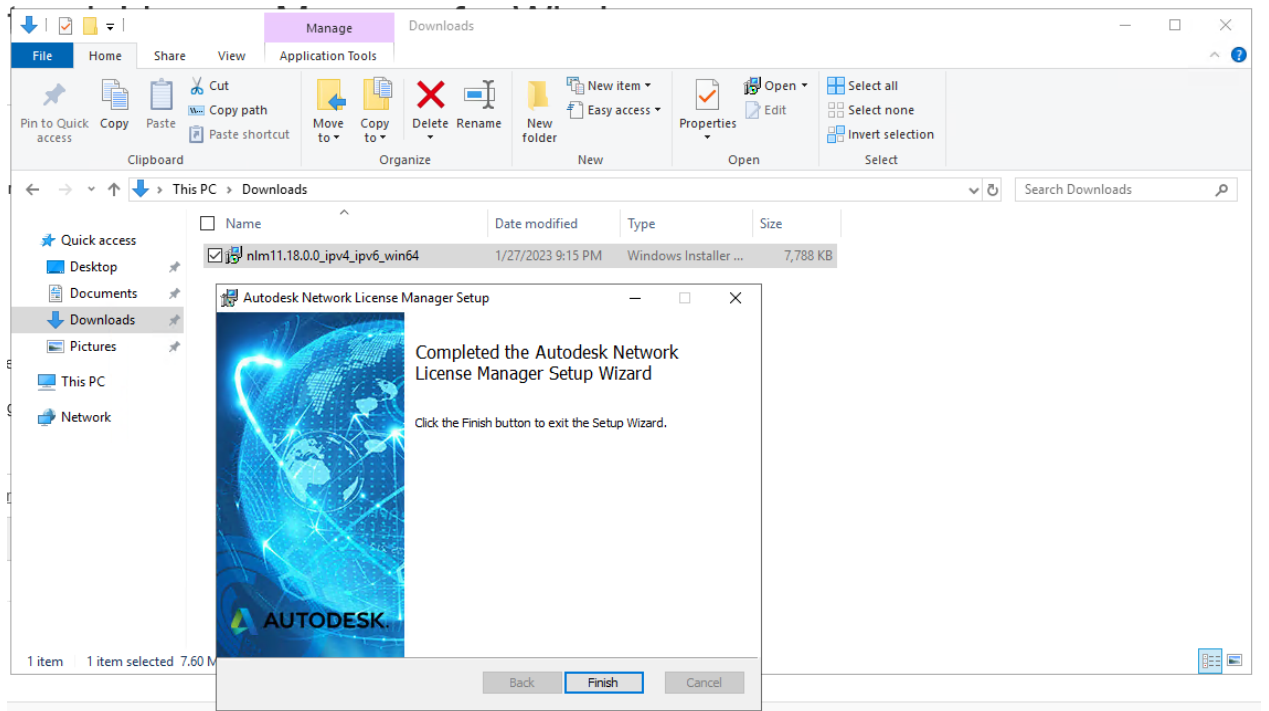 Manage
Downloads
File
Home
Share
View
Application Tools
Pin to Quick access
Copy
Paste
Cut
Copy path
Paste shortcut
Move to
Copy to
Delete
Rename
New folder
New item
Easy access
Properties
Open
Edit
Select all
Select none
Invert selection
Clipboard
Organize
New
Open
Select
This PC
Downloads
Search Downloads
Name
Date modified
Type
Size
Quick access
Desktop
Documents
Downloads
Pictures
This PC
Network
nlm11.18.0.0_ipv4_ipv6_win64
1/27/2023 9:15 PM
Windows Installer ...
7,788 KB
Autodesk Network License Manager Setup
Completed the Autodesk Network
License Manager Setup Wizard
Click the Finish button to exit the Setup Wizard.
AUTODESK.
Back
Finish
Cancel
1 item
1 item selected 7.60 M